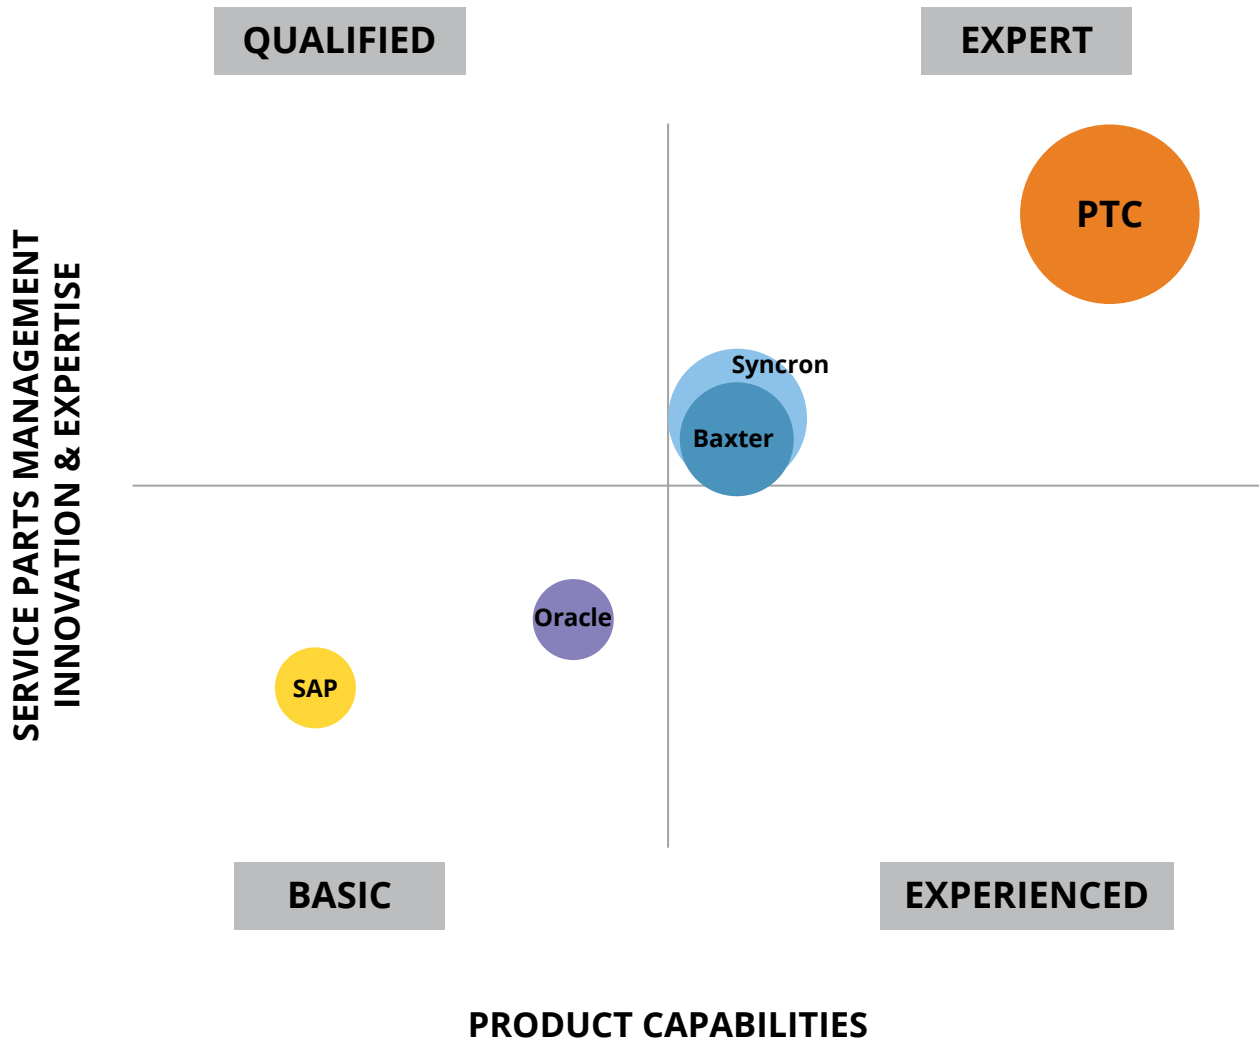 QUALIFIED
EXPERT
SERVICE PARTS MANAGEMENT
INNOVATION & EXPERTISE
PTC
Syncron
Baxter
Oracle
SAP
BASIC
EXPERIENCED
PRODUCT CAPABILITIES